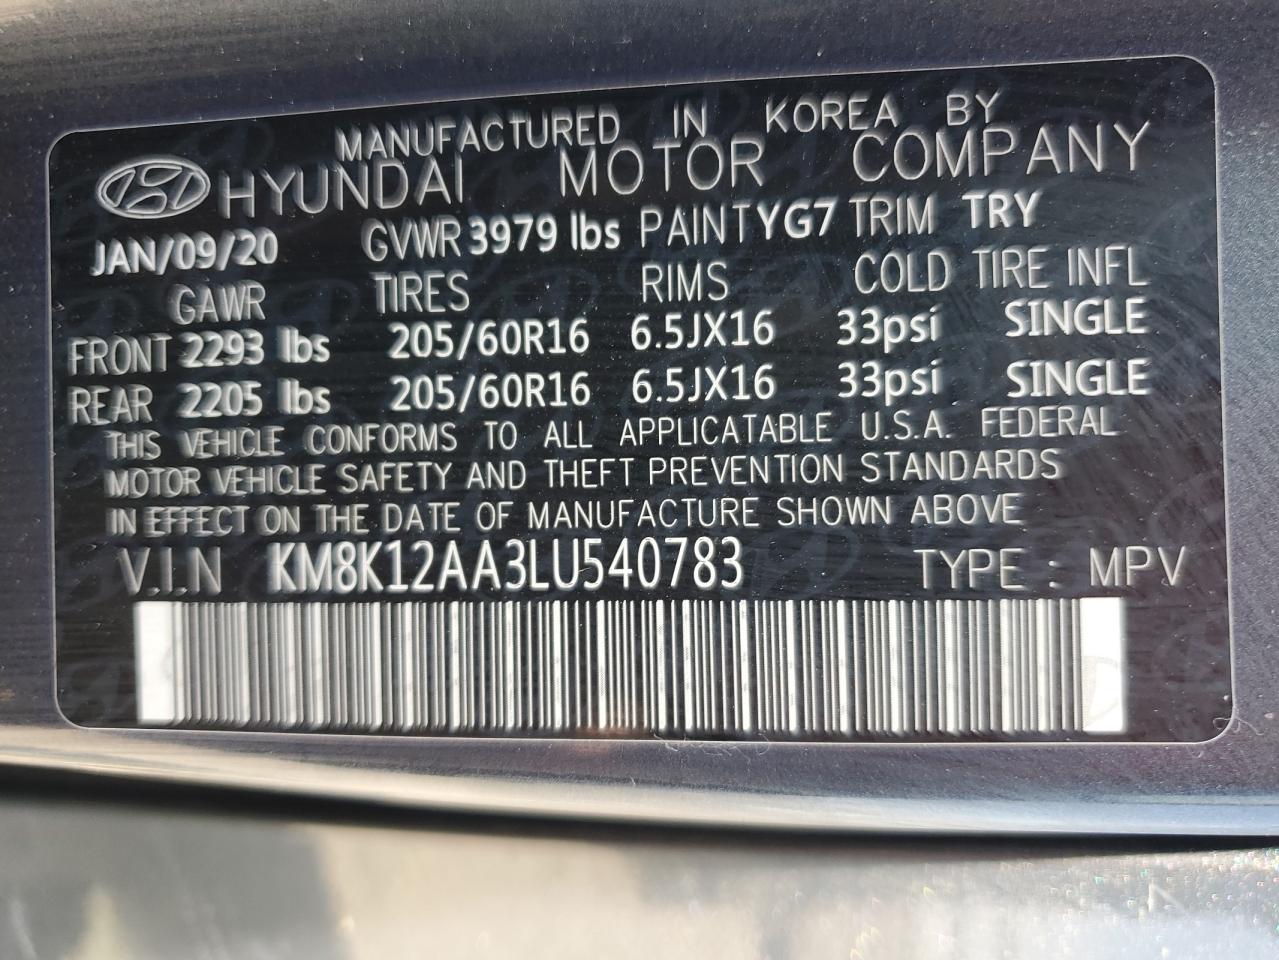 MANUFACTURED IN KOREA BY
HYUNDAI MOTOR COMPANY
JAN/09/20 GVWR 3979 lbs PAINT YG7 TRIM TRY
GAWR TIRES RIMS COLD TIRE INFL
FRONT 2293 lbs 205/60R16 6.5JX16 33psi SINGLE
REAR 2205 lbs 205/60R16 6.5JX16 33psi SINGLE
THIS VEHICLE CONFORMS TO ALL APPLICATABLE U.S.A. FEDERAL
MOTOR VEHICLE SAFETY AND THEFT PREVENTION STANDARDS
IN EFFECT ON THE DATE OF MANUFACTURE SHOWN ABOVE
V.I.N KM8K12AA3LU540783 TYPE : MPV